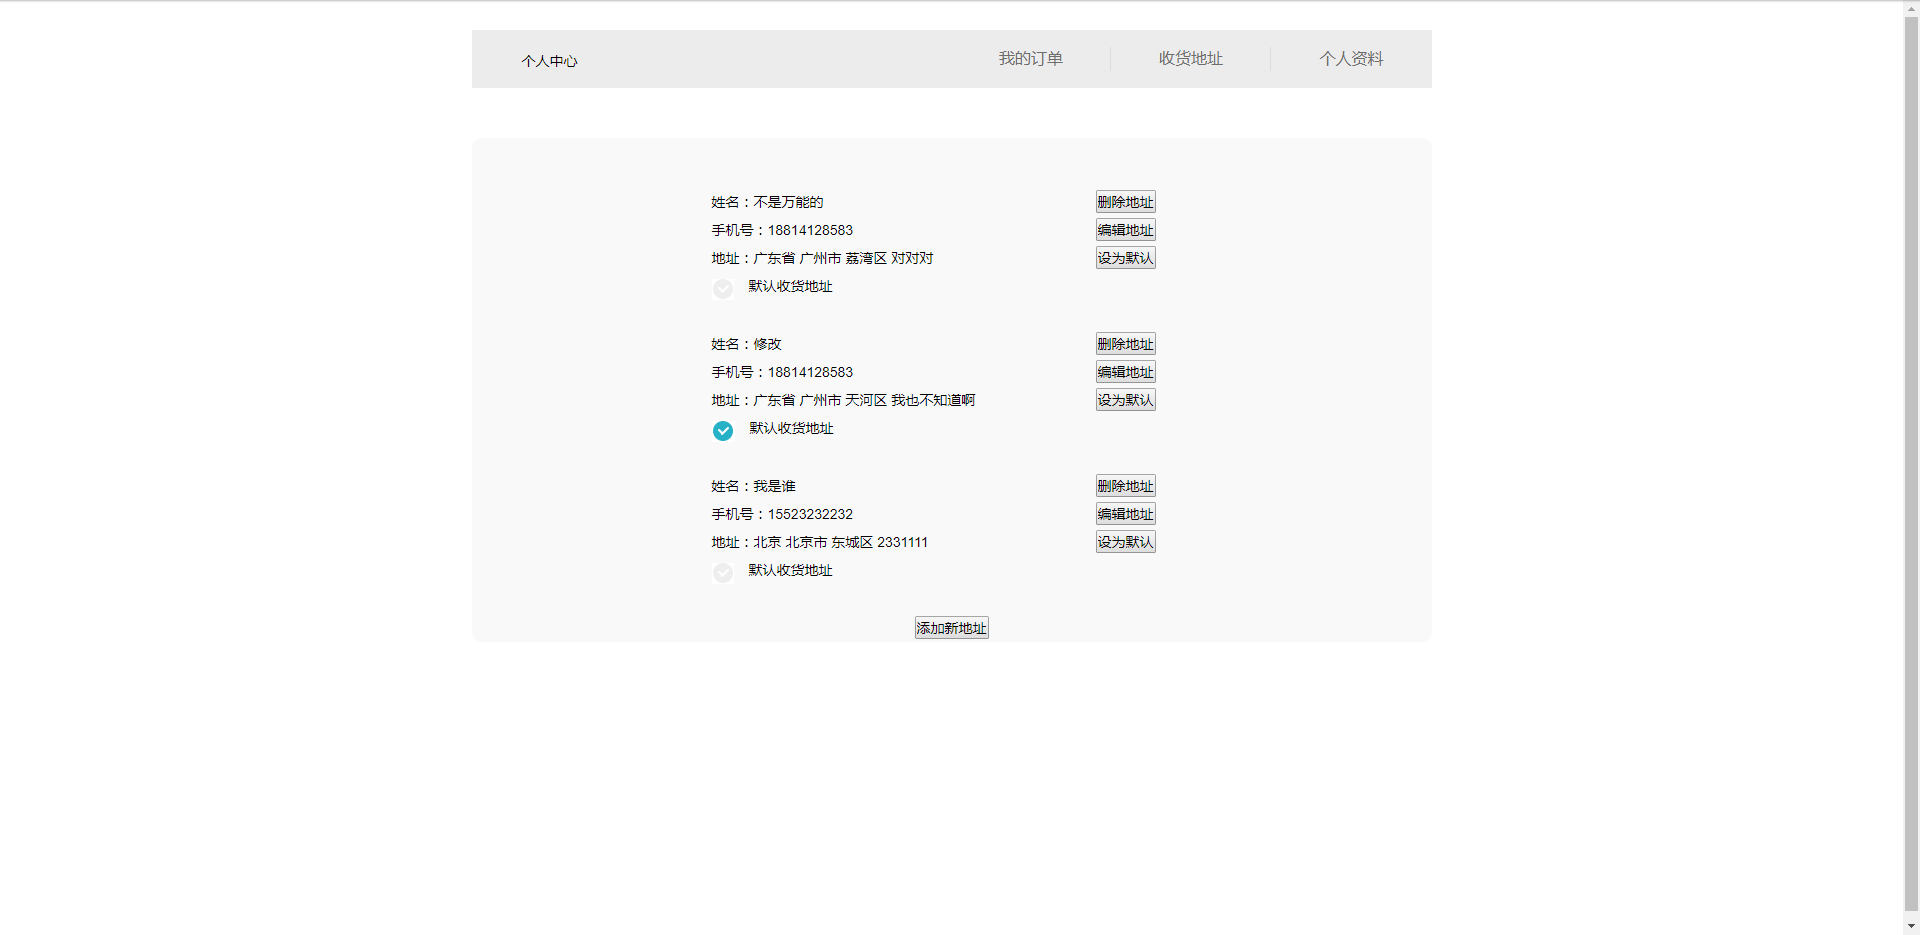 个人中心 我的订单 收货地址 个人资料
姓名：不是万能的 删除地址
手机号：18814128583 编辑地址
地址：广东省 广州市 荔湾区 对对对 设为默认
默认收货地址
姓名：修改 删除地址
手机号：18814128583 编辑地址
地址：广东省 广州市 天河区 我也不知道啊 设为默认
默认收货地址
姓名：我是谁 删除地址
手机号：15523232232 编辑地址
地址：北京 北京市 东城区 2331111 设为默认
默认收货地址
添加新地址